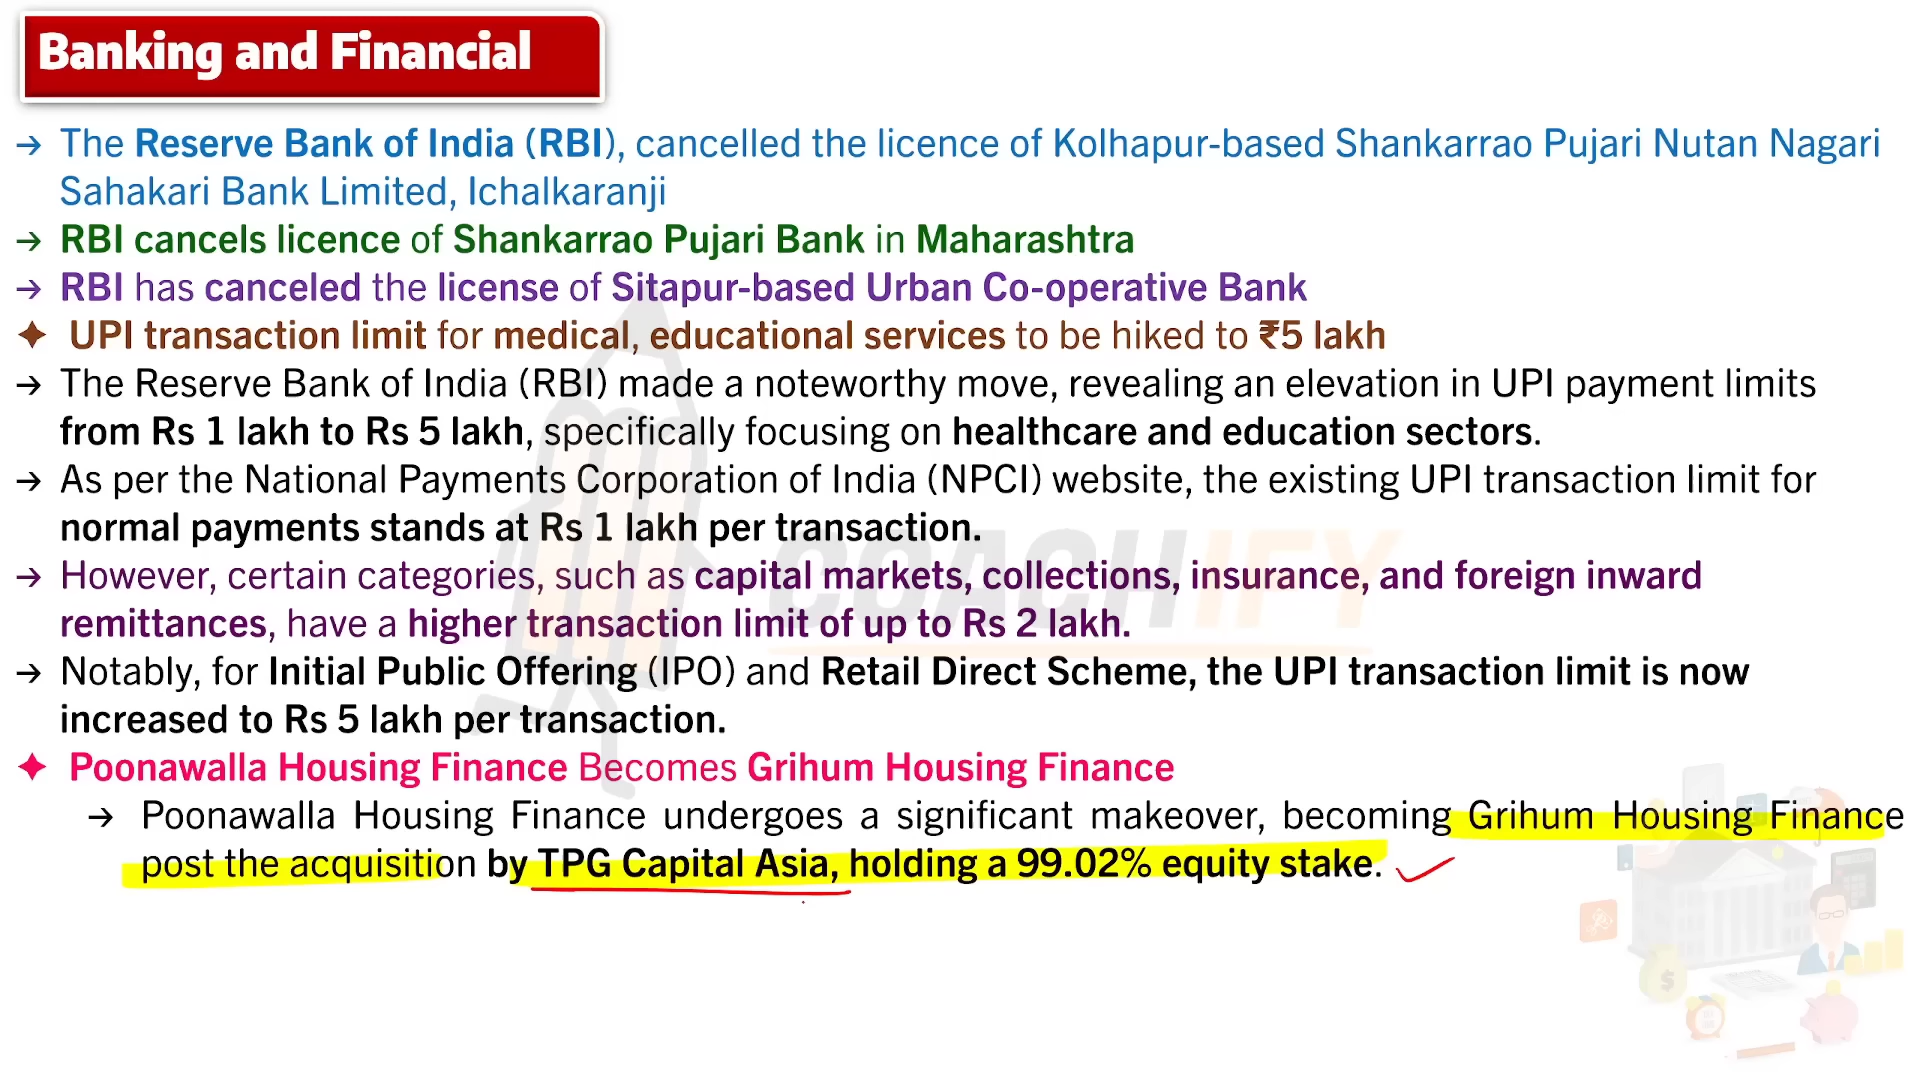 Banking and Financial
→ The Reserve Bank of India (RBI), cancelled the licence of Kolhapur-based Shankarrao Pujari Nutan Nagari
Sahakari Bank Limited, Ichalkaranji
→ RBI cancels licence of Shankarrao Pujari Bank in Maharashtra
→ RBI has canceled the license of Sitapur-based Urban Co-operative Bank
✦ UPI transaction limit for medical, educational services to be hiked to ₹5 lakh
→ The Reserve Bank of India (RBI) made a noteworthy move, revealing an elevation in UPI payment limits
from Rs 1 lakh to Rs 5 lakh, specifically focusing on healthcare and education sectors.
→ As per the National Payments Corporation of India (NPCI) website, the existing UPI transaction limit for
normal payments stands at Rs 1 lakh per transaction.
→ However, certain categories, such as capital markets, collections, insurance, and foreign inward
remittances, have a higher transaction limit of up to Rs 2 lakh.
→ Notably, for Initial Public Offering (IPO) and Retail Direct Scheme, the UPI transaction limit is now
increased to Rs 5 lakh per transaction.
✦ Poonawalla Housing Finance Becomes Grihum Housing Finance
→ Poonawalla Housing Finance undergoes a significant makeover, becoming Grihum Housing Finance
post the acquisition by TPG Capital Asia, holding a 99.02% equity stake.
COACHIFY